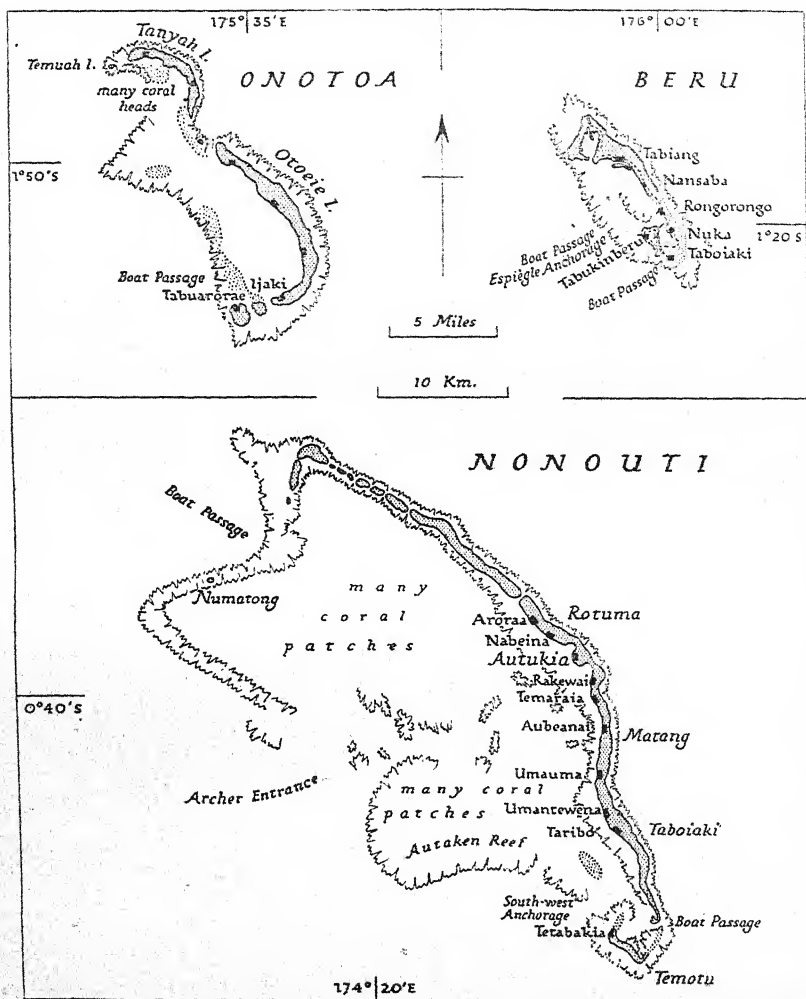 175° 35'E
Tanyah I.
Temuah I.
many coral
heads
ONOTOA
1°50'S
Otoeie I.
Boat Passage
Ijaki
Tabuarorae
176° 00'E
BERU
Tabiang
Nansaba
Rongorongo
Nuka
1°20 S
Taboiaki
Boat Passage
Espiègle Anchorage
Tabukinberu
Boat Passage
5 Miles
10 Km.
NONOUTI
Boat Passage
Numatong
many
coral
patches
Aroraa
Rotuma
Nabeina
Autukia
Rakewai
Temaraia
0°40'S
Aubeanai
Matang
Archer Entrance
Umauma
many coral
patches
Umantewena
Taboiaki
Taribo
Autaken Reef
South-west
Anchorage
Boat Passage
Tetabakia
Temotu
174° 20'E